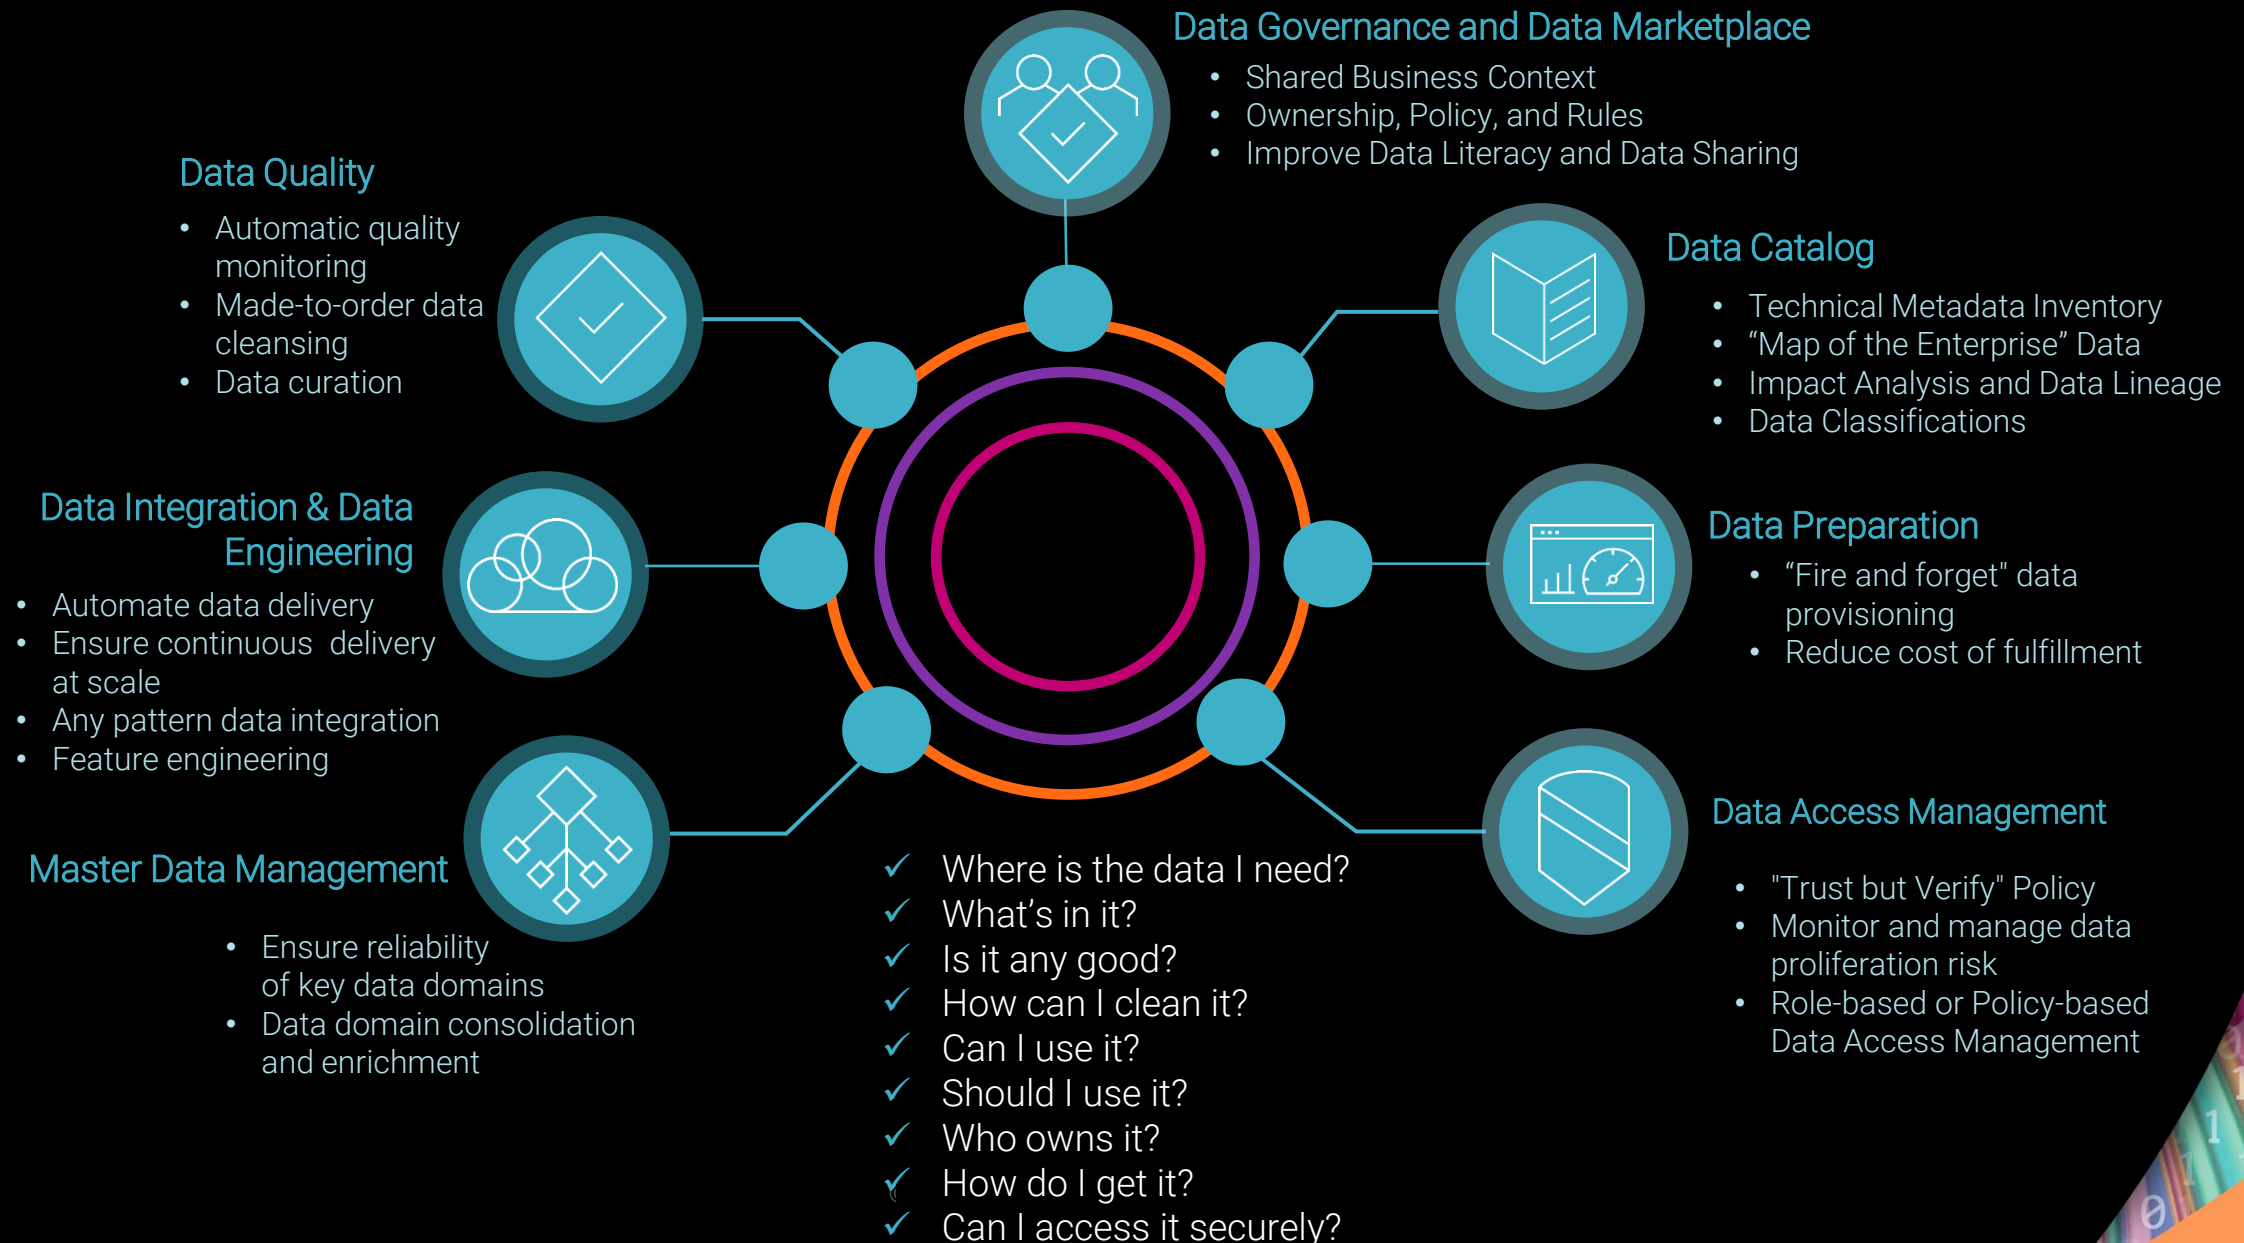 Data Governance and Data Marketplace
• Shared Business Context
• Ownership, Policy, and Rules
• Improve Data Literacy and Data Sharing
Data Quality
• Automatic quality
monitoring
• Made-to-order data
cleansing
• Data curation
Data Catalog
• Technical Metadata Inventory
• “Map of the Enterprise” Data
• Impact Analysis and Data Lineage
• Data Classifications
Data Integration & Data
Engineering
• Automate data delivery
• Ensure continuous  delivery
at scale
• Any pattern data integration
• Feature engineering
Data Preparation
• “Fire and forget" data
provisioning
• Reduce cost of fulfillment
Master Data Management
• Ensure reliability
of key data domains
• Data domain consolidation
and enrichment
Data Access Management
• "Trust but Verify" Policy
• Monitor and manage data
proliferation risk
• Role-based or Policy-based
Data Access Management
✓ Where is the data I need?
✓ What’s in it?
✓ Is it any good?
✓ How can I clean it?
✓ Can I use it?
✓ Should I use it?
✓ Who owns it?
✓ How do I get it?
✓ Can I access it securely?